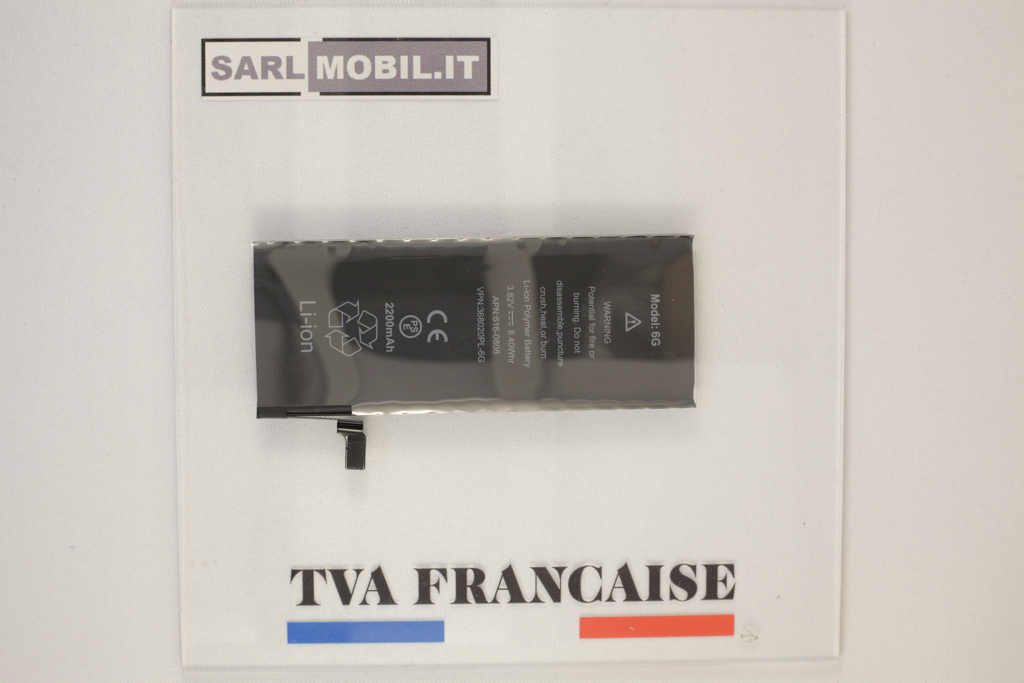 SARL MOBIL.IT
Model: 6G
WARNING
Potential for fire or
burning. Do not
disassemble,puncture
crush,heat,or burn
Li-ion Polymer Battery
3.82V 8.40Whr
APN:616-0808
VPN:368020PL-6G
CE
PS
E
2200mAh
Li-ion
TVA FRANCAISE